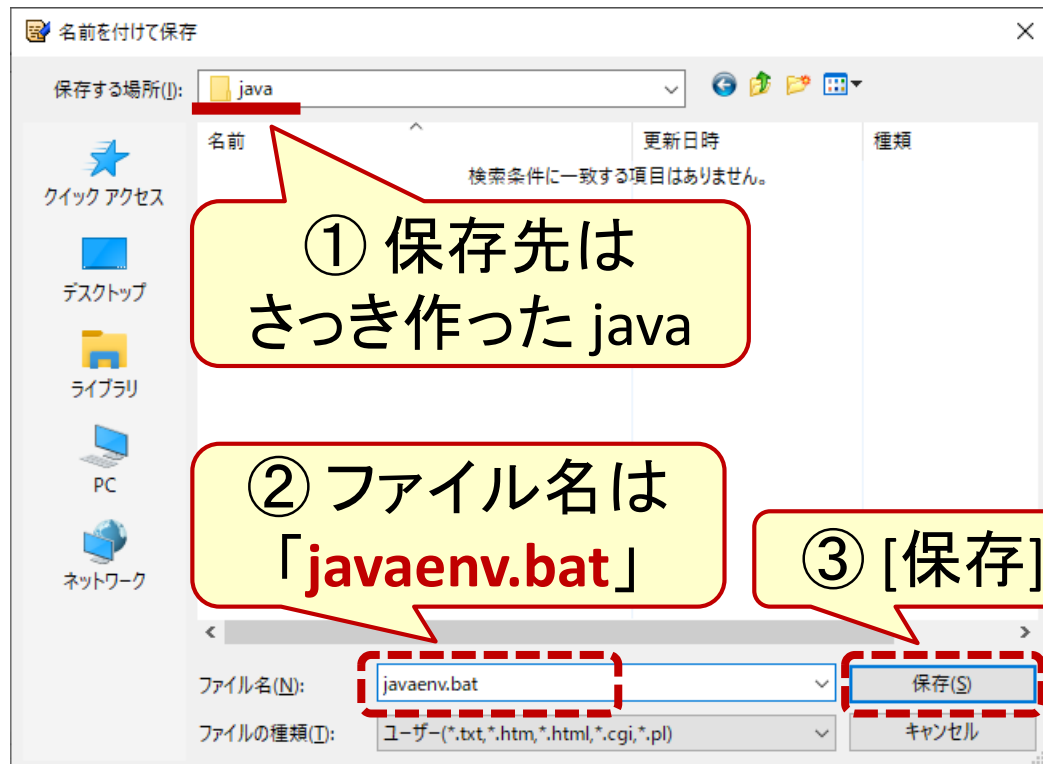 名前を付けて保存
保存する場所(I):
java
名前
更新日時
種類
検索条件に一致する項目はありません。
クイック アクセス
① 保存先は
さっき作った java
デスクトップ
ライブラリ
PC
② ファイル名は
「javaenv.bat」
③ [保存]
ネットワーク
ファイル名(N):
javaenv.bat
保存(S)
ファイルの種類(T):
ユーザー(*.txt,*.htm,*.html,*.cgi,*.pl)
キャンセル